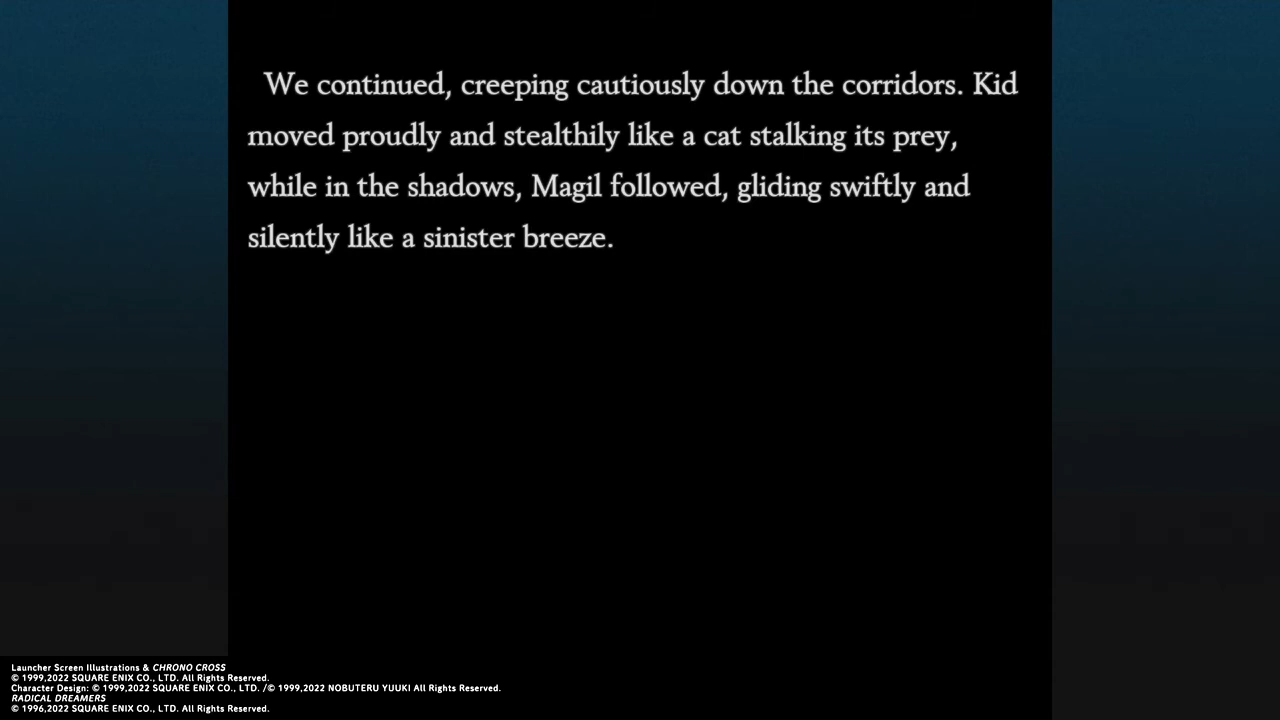 We continued, creeping cautiously down the corridors. Kid
moved proudly and stealthily like a cat stalking its prey,
while in the shadows, Magil followed, gliding swiftly and
silently like a sinister breeze.
Launcher Screen Illustrations & CHRONO CROSS
© 1999,2022 SQUARE ENIX CO., LTD. All Rights Reserved.
Character Design: © 1999,2022 SQUARE ENIX CO., LTD. /© 1999,2022 NOBUTERU YUUKI All Rights Reserved.
RADICAL DREAMERS
© 1996,2022 SQUARE ENIX CO., LTD. All Rights Reserved.